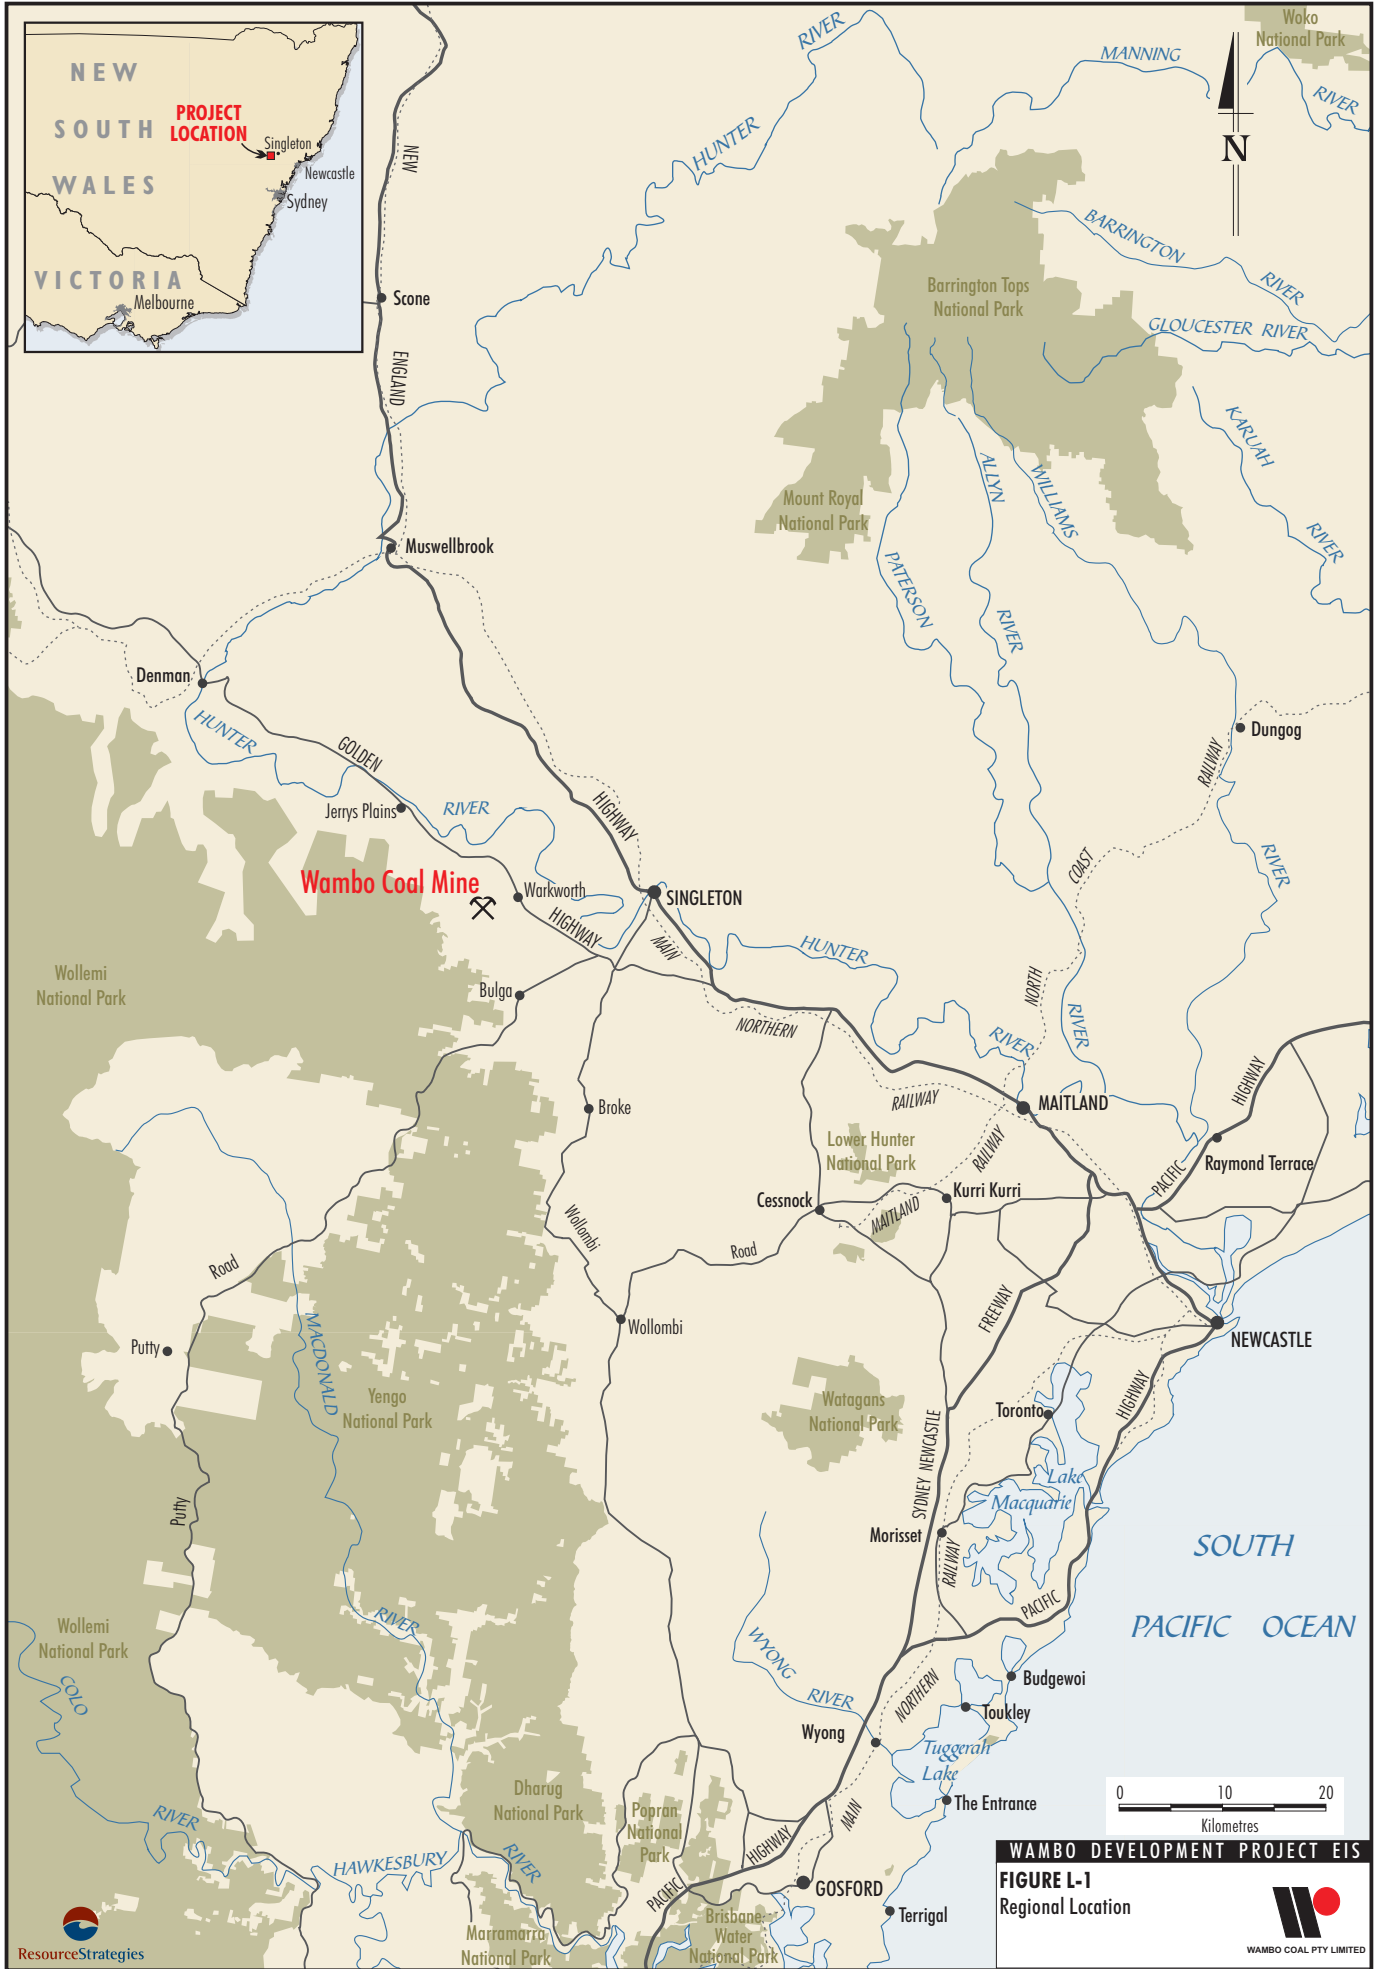 NEW
SOUTH
WALES
VICTORIA
PROJECT
LOCATION
Singleton
Newcastle
Sydney
Melbourne
Woko
National Park
RIVER
MANNING
RIVER
N
HUNTER
NEW
BARRINGTON
RIVER
Barrington Tops
National Park
GLOUCESTER RIVER
Scone
ENGLAND
KARUAH
RIVER
ALLYN
WILLIAMS
Mount Royal
National Park
Muswellbrook
PATERSON
RIVER
Denman
HUNTER
GOLDEN
Dungog
RAILWAY
Jerrys Plains
RIVER
HIGHWAY
COAST
RIVER
Wambo Coal Mine
Warkworth
SINGLETON
HIGHWAY
MAIN
HUNTER
Wollemi
National Park
Bulga
NORTH
NORTHERN
RIVER
RIVER
HIGHWAY
RAILWAY
MAITLAND
Broke
Lower Hunter
National Park
RAILWAY
PACIFIC
Raymond Terrace
Cessnock
Kurri Kurri
MAITLAND
Wollombi
Road
Road
FREEWAY
MACDONALD
Wollombi
NEWCASTLE
Putty
Yengo
National Park
Watagans
National Park
Toronto
HIGHWAY
SYDNEY NEWCASTLE
Lake
Macquarie
Putty
Morisset
RAILWAY
SOUTH
PACIFIC OCEAN
PACIFIC
RIVER
Wollemi
National Park
COLO
WYONG
RIVER
NORTHERN
Budgewoi
Toukley
Wyong
Tuggerah
Lake
Dharug
National Park
Popran
National
Park
The Entrance
0 10 20
Kilometres
RIVER
HIGHWAY
MAIN
HAWKESBURY
RIVER
PACIFIC
GOSFORD
Terrigal
Marramarra
National Park
Brisbane
Water
National Park
WAMBO DEVELOPMENT PROJECT EIS
FIGURE L-1
Regional Location
WAMBO COAL PTY LIMITED
ResourceStrategies